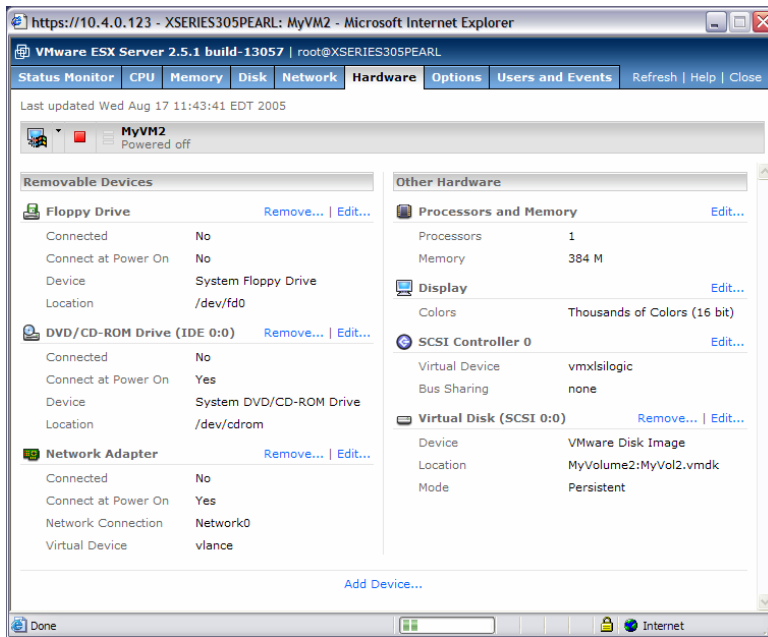 https://10.4.0.123 - XSERIES305PEARL: MyVM2 - Microsoft Internet Explorer
VMware ESX Server 2.5.1 build-13057 | root@XSERIES305PEARL
Status Monitor CPU Memory Disk Network Hardware Options Users and Events Refresh | Help | Close
Last updated Wed Aug 17 11:43:41 EDT 2005
MyVM2
Powered off
Removable Devices
Floppy Drive Remove... | Edit...
Connected No
Connect at Power On No
Device System Floppy Drive
Location /dev/fd0
DVD/CD-ROM Drive (IDE 0:0) Remove... | Edit...
Connected No
Connect at Power On Yes
Device System DVD/CD-ROM Drive
Location /dev/cdrom
Network Adapter Remove... | Edit...
Connected No
Connect at Power On Yes
Network Connection Network0
Virtual Device vlance
Other Hardware
Processors and Memory Edit...
Processors 1
Memory 384 M
Display Edit...
Colors Thousands of Colors (16 bit)
SCSI Controller 0 Edit...
Virtual Device vmxlsilogic
Bus Sharing none
Virtual Disk (SCSI 0:0) Remove... | Edit...
Device VMware Disk Image
Location MyVolume2:MyVol2.vmdk
Mode Persistent
Add Device...
Done Internet